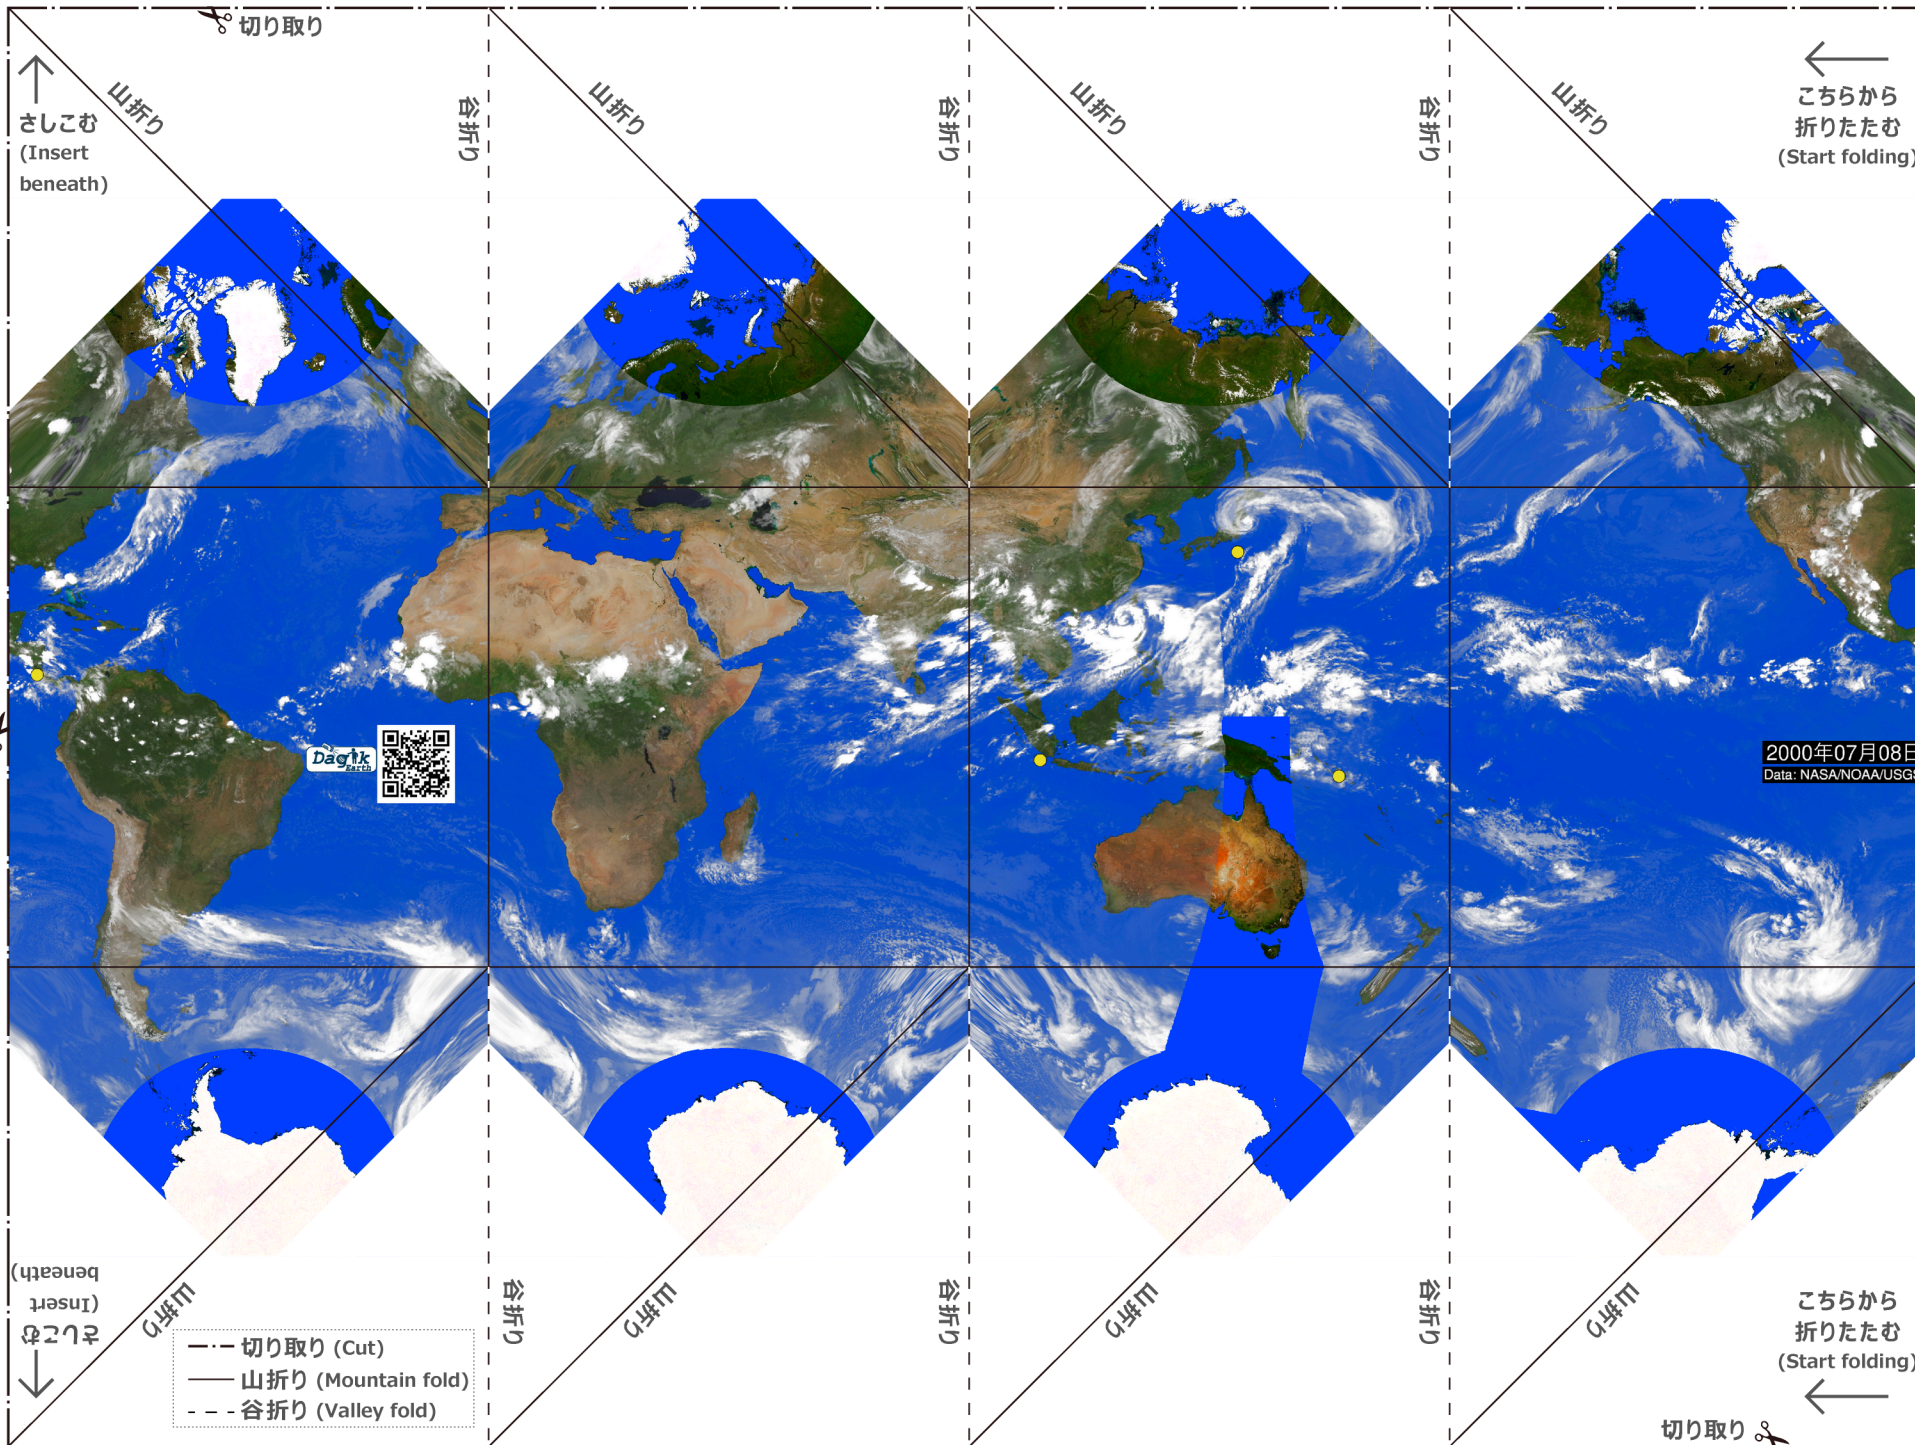 切り取り
さしこむ
(Insert
beneath)
山折り
谷折り
山折り
谷折り
山折り
谷折り
山折り
こちらから
折りたたむ
(Start folding)
Dagik
Earth
2000年07月08日
Data: NASA/NOAA/USGS
さしこむ
(Insert
beneath)
山折り
谷折り
山折り
谷折り
山折り
谷折り
山折り
こちらから
折りたたむ
(Start folding)
切り取り (Cut)
山折り (Mountain fold)
谷折り (Valley fold)
切り取り